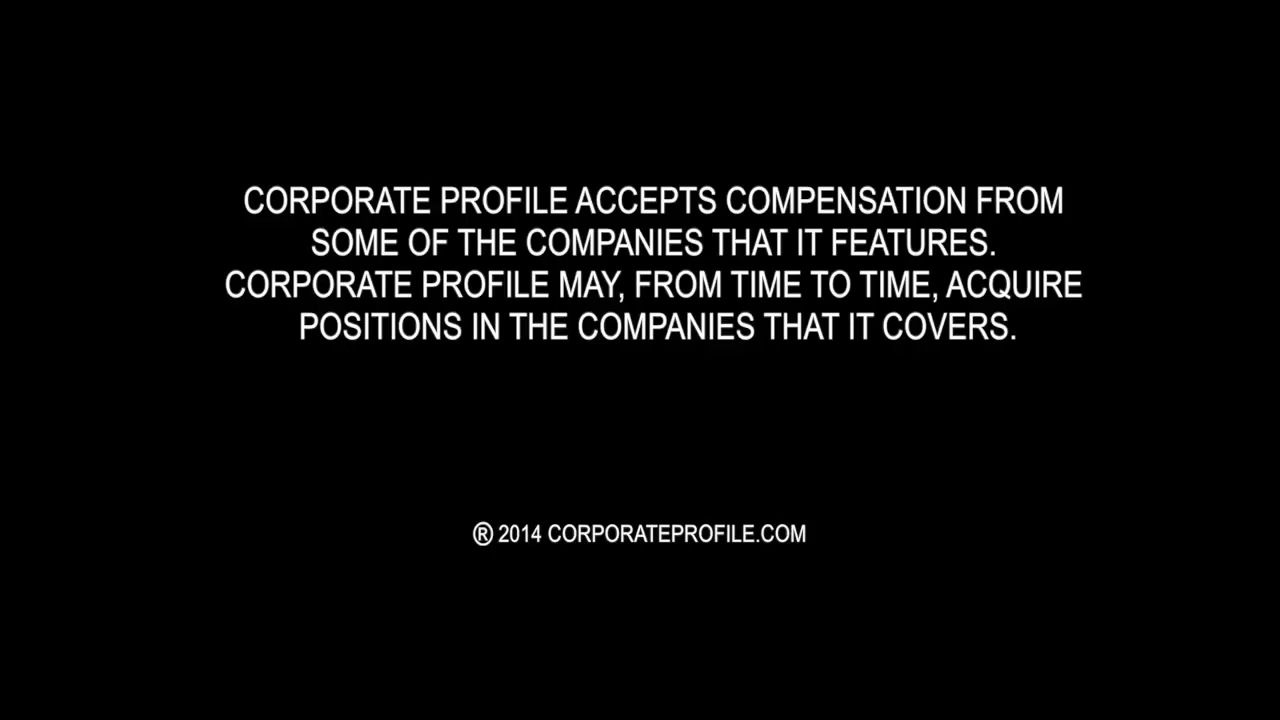 CORPORATE PROFILE ACCEPTS COMPENSATION FROM
SOME OF THE COMPANIES THAT IT FEATURES.
CORPORATE PROFILE MAY, FROM TIME TO TIME, ACQUIRE
POSITIONS IN THE COMPANIES THAT IT COVERS.
® 2014 CORPORATEPROFILE.COM